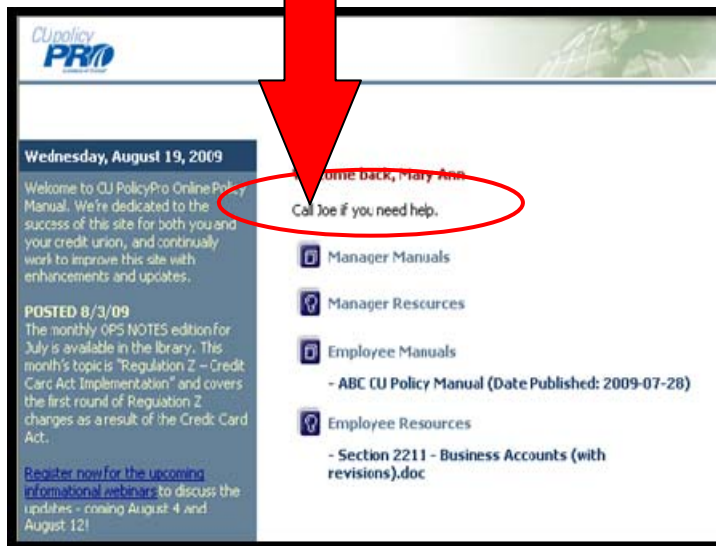 CUpolicy
PRO
Wednesday, August 19, 2009
Welcome to CU PolicyPro Online Policy
Manual. We're dedicated to the
success of this site for both you and
your credit union, and continually
work to improve this site with
enhancements and updates.
POSTED 8/3/09
The monthly OPS NOTES edition for
July is available in the library. This
month's topic is "Regulation Z – Credit
Card Act Implementation" and covers
the first round of Reguation Z
changes as a result of the Credit Card
Act.
Register now for the upcoming
informational webinars to discuss the
updates - coming August 4 and
August 12!
back, Mary Ann
Call Joe if you need help.
Manager Manuals
Manager Resources
Employee Manuals
- ABC CU Policy Manual (Date Published: 2009-07-28)
Employee Resources
- Section 2211 - Business Accounts (with
revisions).doc